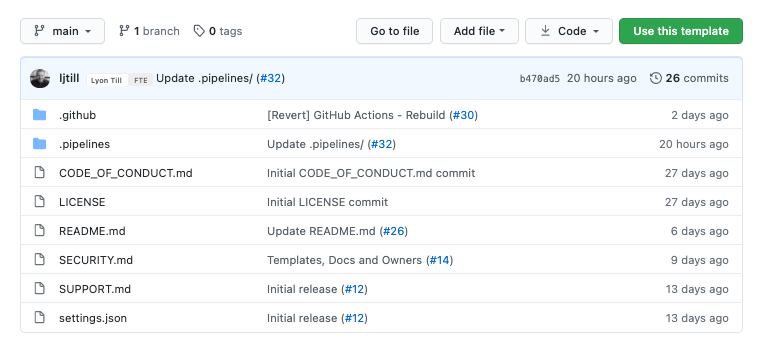 main 1 branch 0 tags Go to file Add file Code Use this template
ljtill Lyon Till FTE Update .pipelines/ (#32) b470ad5 20 hours ago 26 commits
.github [Revert] GitHub Actions - Rebuild (#30) 2 days ago
.pipelines Update .pipelines/ (#32) 20 hours ago
CODE_OF_CONDUCT.md Initial CODE_OF_CONDUCT.md commit 27 days ago
LICENSE Initial LICENSE commit 27 days ago
README.md Update README.md (#26) 6 days ago
SECURITY.md Templates, Docs and Owners (#14) 9 days ago
SUPPORT.md Initial release (#12) 13 days ago
settings.json Initial release (#12) 13 days ago